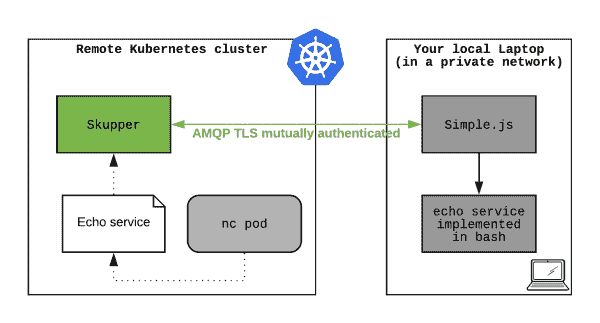 Remote Kubernetes cluster
Your local Laptop
(in a private network)
Skupper
AMQP TLS mutually authenticated
Simple.js
Echo service
nc pod
echo service
implemented
in bash